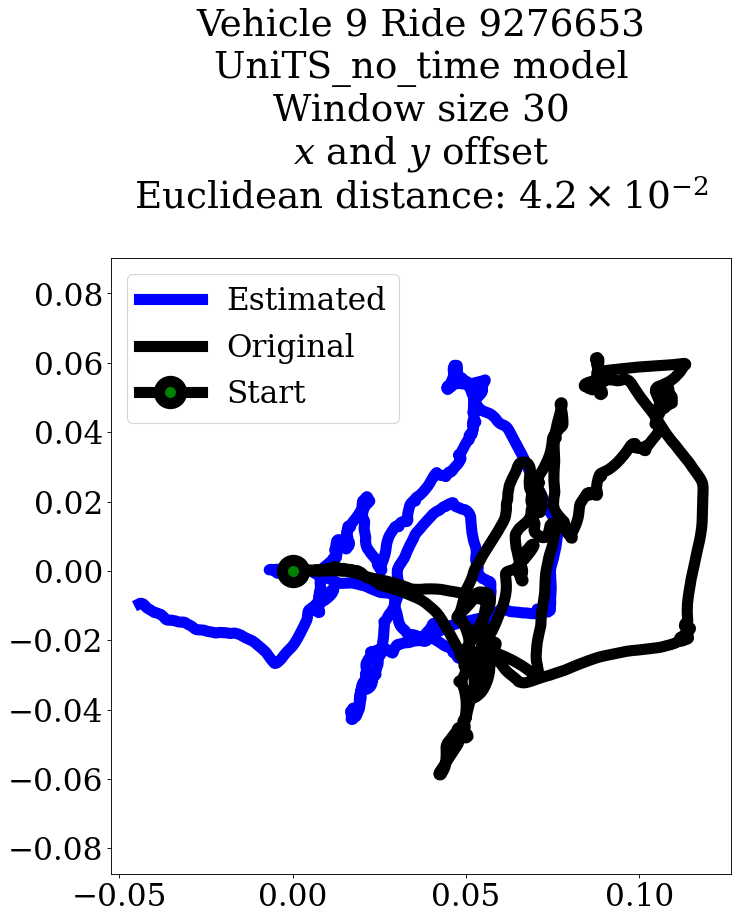 Vehicle 9 Ride 9276653
UniTS_no_time model
Window size 30
x and y offset
Euclidean distance: 4.2 × 10⁻²
Estimated
Original
Start
0.08
0.06
0.04
0.02
0.00
−0.02
−0.04
−0.06
−0.08
−0.05 0.00 0.05 0.10